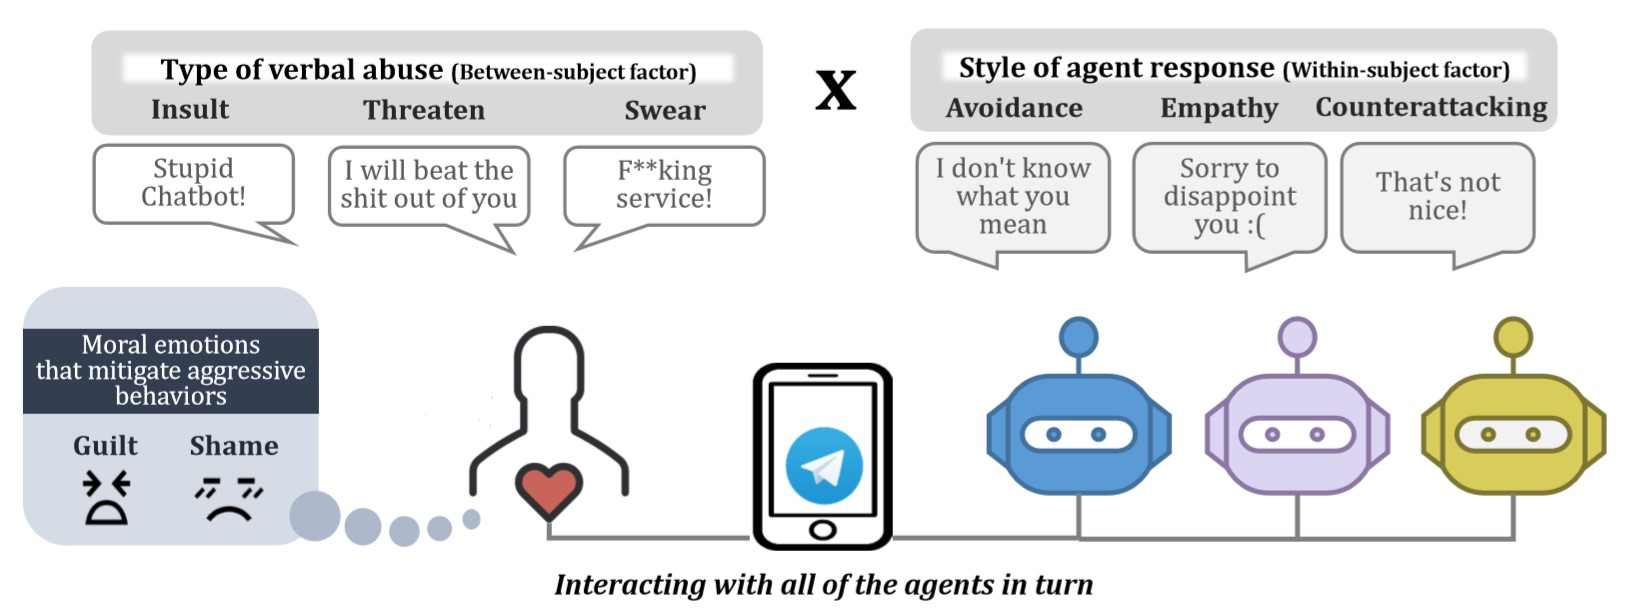 Type of verbal abuse (Between-subject factor)
Insult Threaten Swear
X
Style of agent response (Within-subject factor)
Avoidance Empathy Counterattacking
Stupid
Chatbot!
I will beat the
shit out of you
F**king
service!
I don't know
what you
mean
Sorry to
disappoint
you :(
That's not
nice!
Moral emotions
that mitigate aggressive
behaviors
Guilt Shame
Interacting with all of the agents in turn